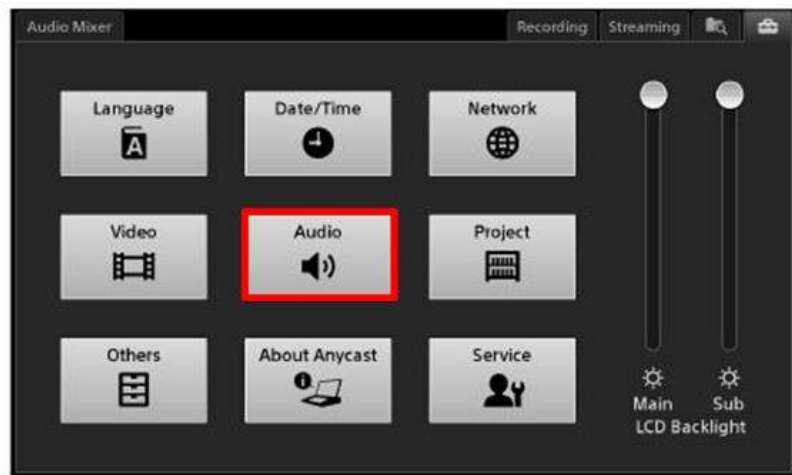 Audio Mixer
Recording
Streaming
Language
Date/Time
Network
Video
Audio
Project
Others
About Anycast
Service
Main
Sub
LCD Backlight